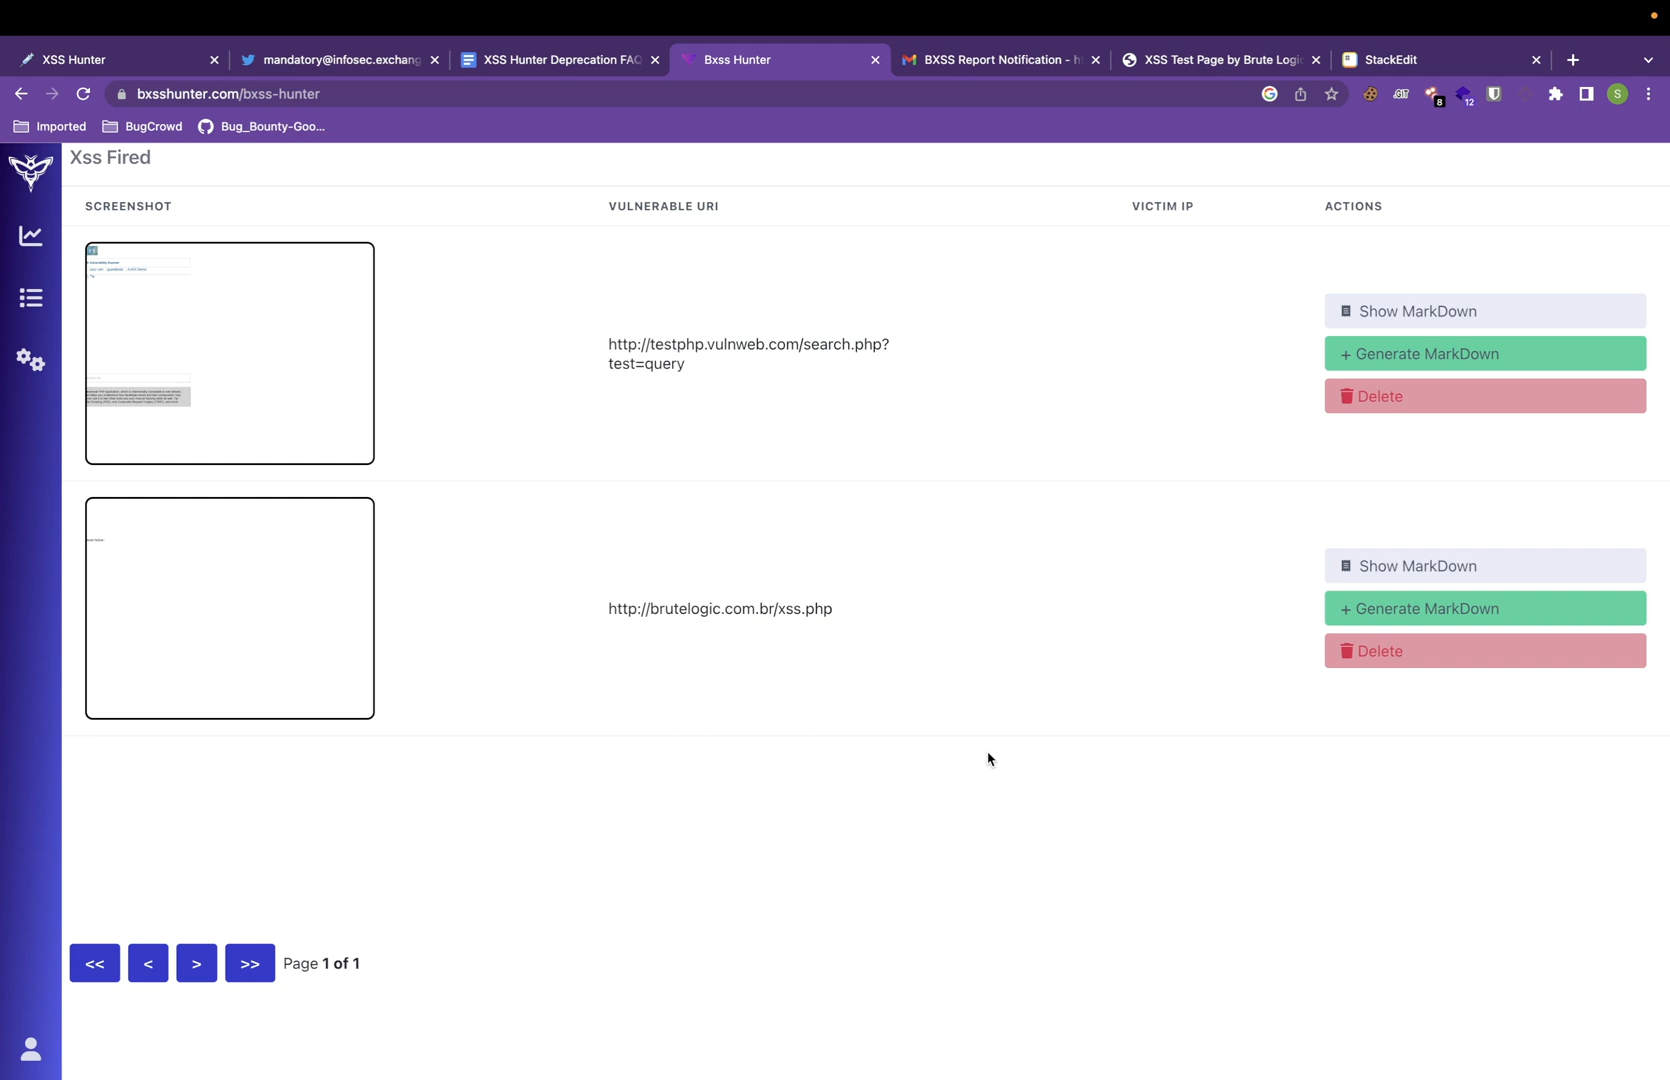 XSS Hunter
mandatory@infosec.exchang
XSS Hunter Deprecation FAQ
Bxss Hunter
BXSS Report Notification - h
XSS Test Page by Brute Logi
StackEdit
bxsshunter.com/bxss-hunter
8
12
S
Imported
BugCrowd
Bug_Bounty-Goo...
Xss Fired
SCREENSHOT
VULNERABLE URI
VICTIM IP
ACTIONS
http://testphp.vulnweb.com/search.php?
test=query
Show MarkDown
+ Generate MarkDown
Delete
http://brutelogic.com.br/xss.php
Show MarkDown
+ Generate MarkDown
Delete
<<
<
>
>>
Page 1 of 1